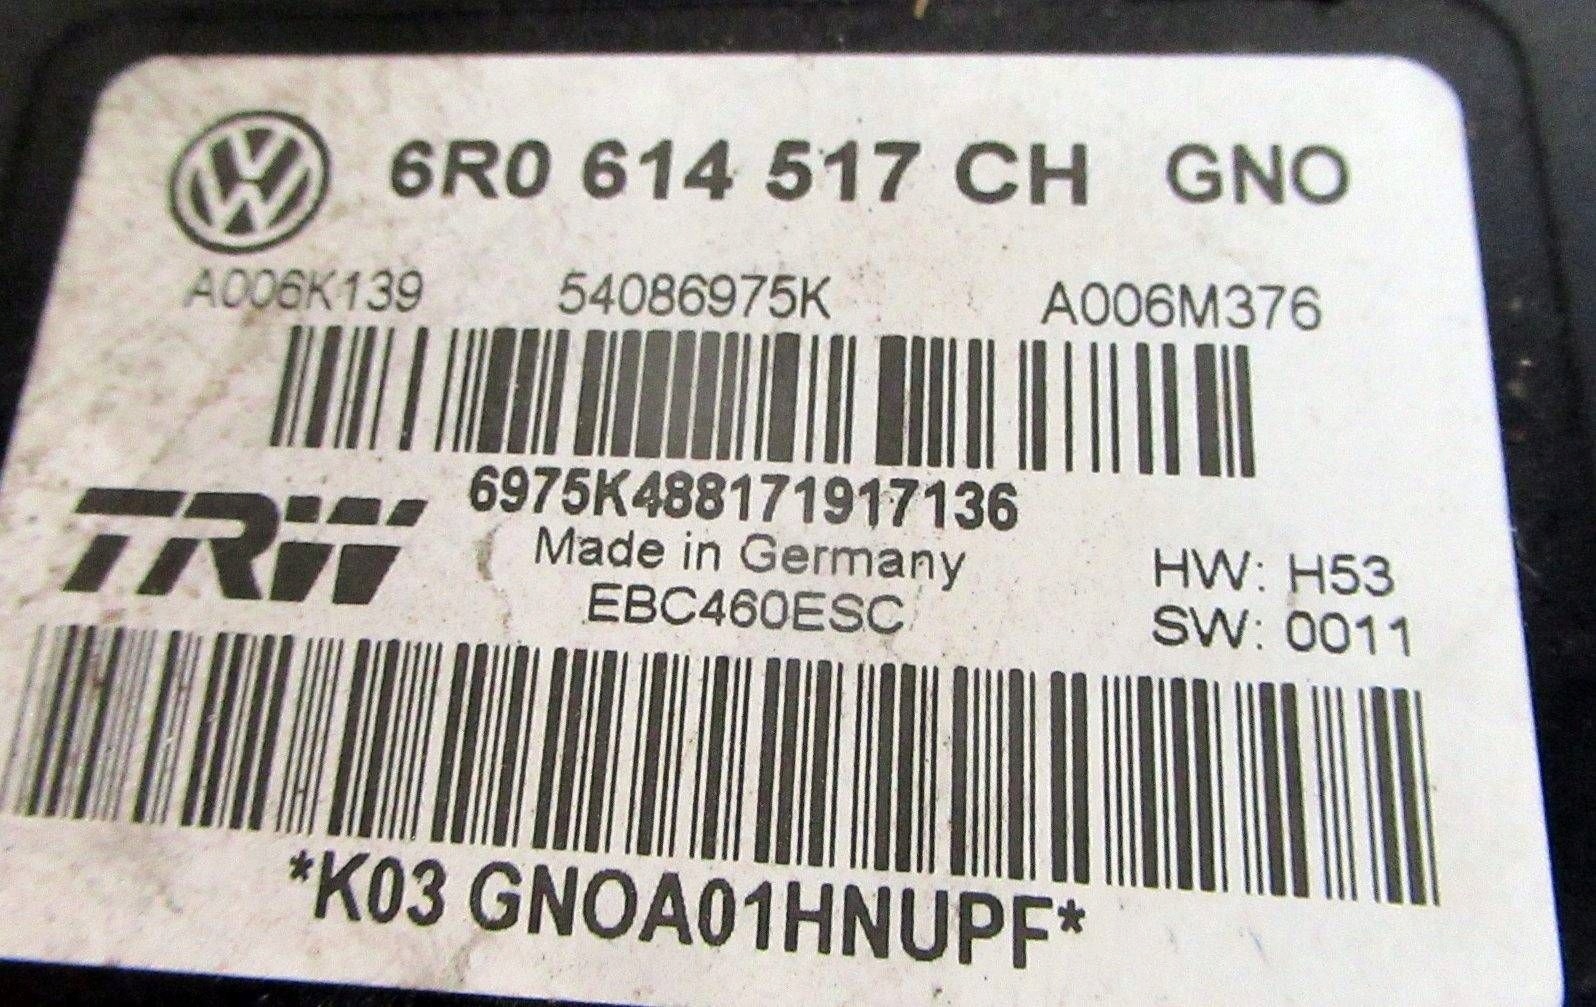 6R0 614 517 CH GNO
A006K139 54086975K A006M376
6975K488171917136
TRW
Made in Germany
EBC460ESC
HW: H53
SW: 0011
*K03 GNOA01HNUPF*